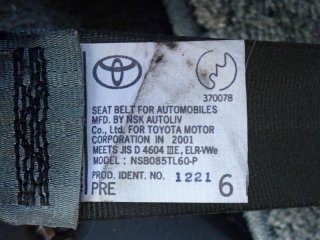 370078
SEAT BELT FOR AUTOMOBILES
MFD. BY NSK AUTOLIV
Co., Ltd. FOR TOYOTA MOTOR
CORPORATION IN 2001
MEETS JIS D 4604 ⅢE, ELR-VWe
MODEL : NSB085TL60-P
PROD. IDENT. NO. 1221
PRE 6